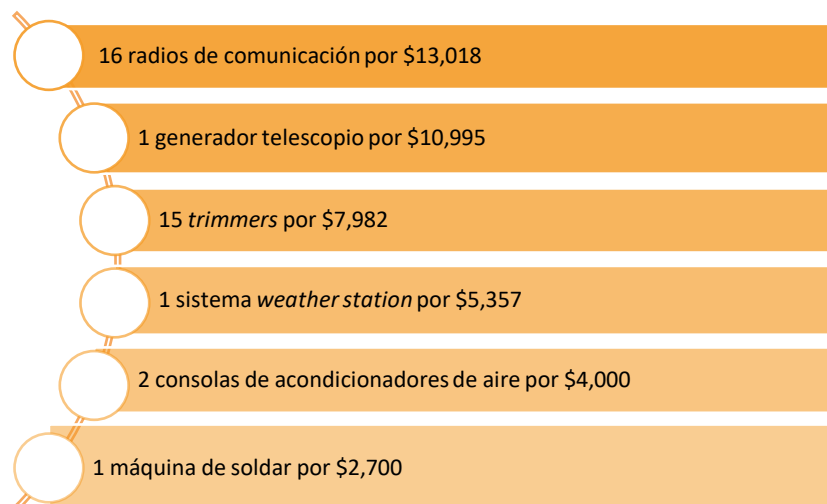 16 radios de comunicación por $13,018
1 generador telescopio por $10,995
15 trimmers por $7,982
1 sistema weather station por $5,357
2 consolas de acondicionadores de aire por $4,000
1 máquina de soldar por $2,700